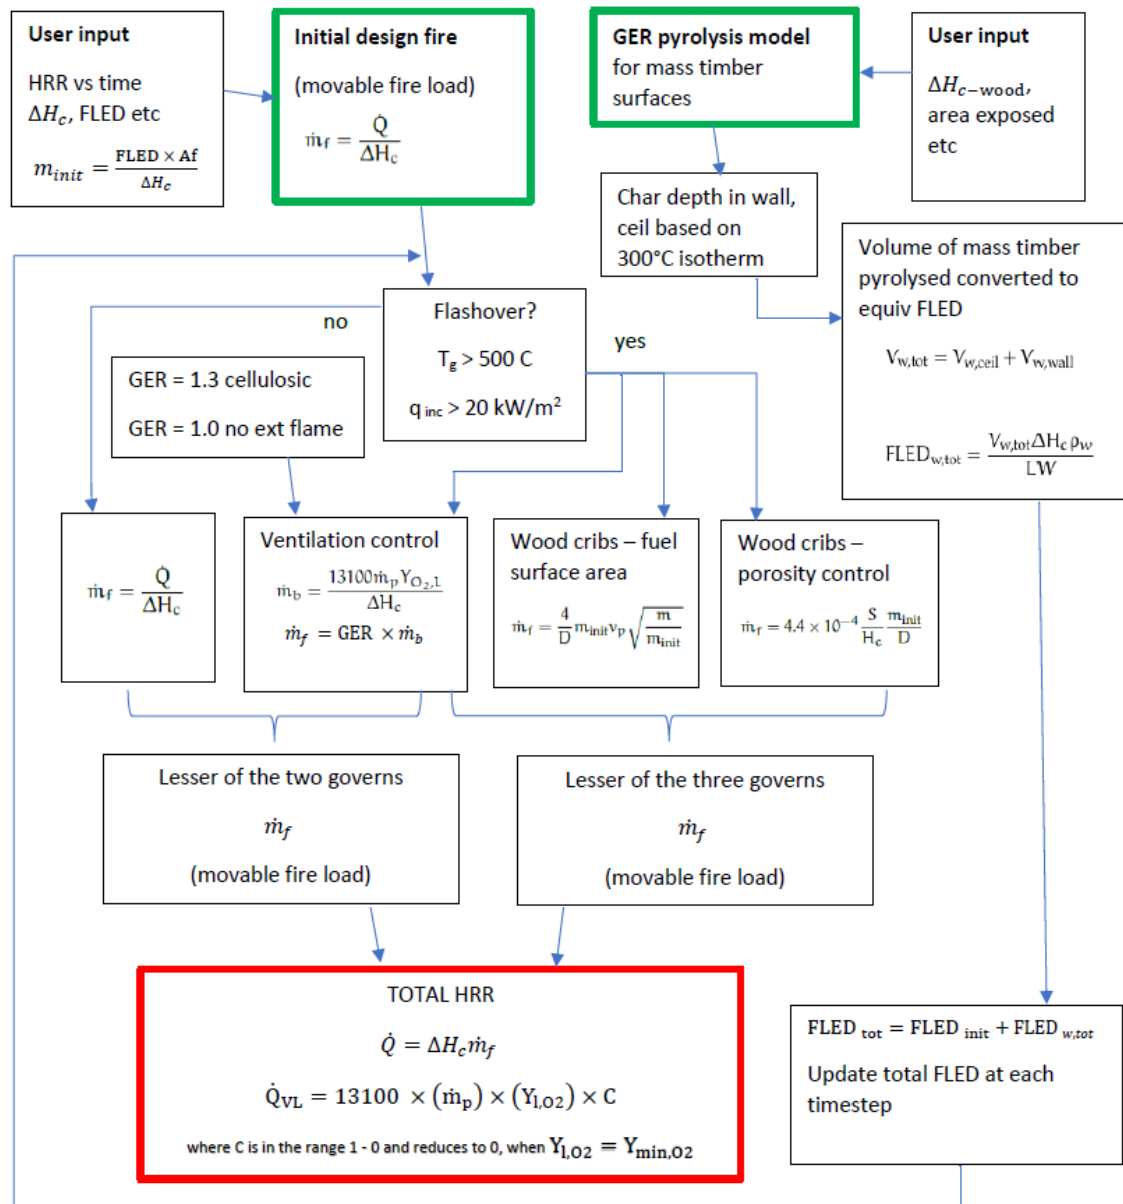 User input
HRR vs time
ΔH_c, FLED etc
m_init = (FLED × Af) / ΔH_c
Initial design fire
(movable fire load)
ṁ_f = Q̇ / ΔH_c
GER pyrolysis model
for mass timber
surfaces
User input
ΔH_c−wood,
area exposed
etc
Char depth in wall,
ceil based on
300°C isotherm
Volume of mass timber
pyrolysed converted to
equiv FLED
V_w,tot = V_w,ceil + V_w,wall
FLED_w,tot = (V_w,tot ΔH_c ρ_w) / (LW)
Flashover?
T_g > 500 C
q_inc > 20 kW/m²
no
yes
GER = 1.3 cellulosic
GER = 1.0 no ext flame
ṁ_f = Q̇ / ΔH_c
Ventilation control
ṁ_b = (13100ṁ_p Y_O₂,L) / ΔH_c
ṁ_f = GER × ṁ_b
Wood cribs – fuel
surface area
ṁ_f = (4 / D) m_init v_p √(m / m_init)
Wood cribs –
porosity control
ṁ_f = 4.4 × 10⁻⁴ (S / H_c) (m_init / D)
Lesser of the two governs
ṁ_f
(movable fire load)
Lesser of the three governs
ṁ_f
(movable fire load)
TOTAL HRR
Q̇ = ΔH_c ṁ_f
Q̇_VL = 13100 × (ṁ_p) × (Y_l,O2) × C
where C is in the range 1 - 0 and reduces to 0, when Y_l,O2 = Y_min,O2
FLED_tot = FLED_init + FLED_w,tot
Update total FLED at each
timestep